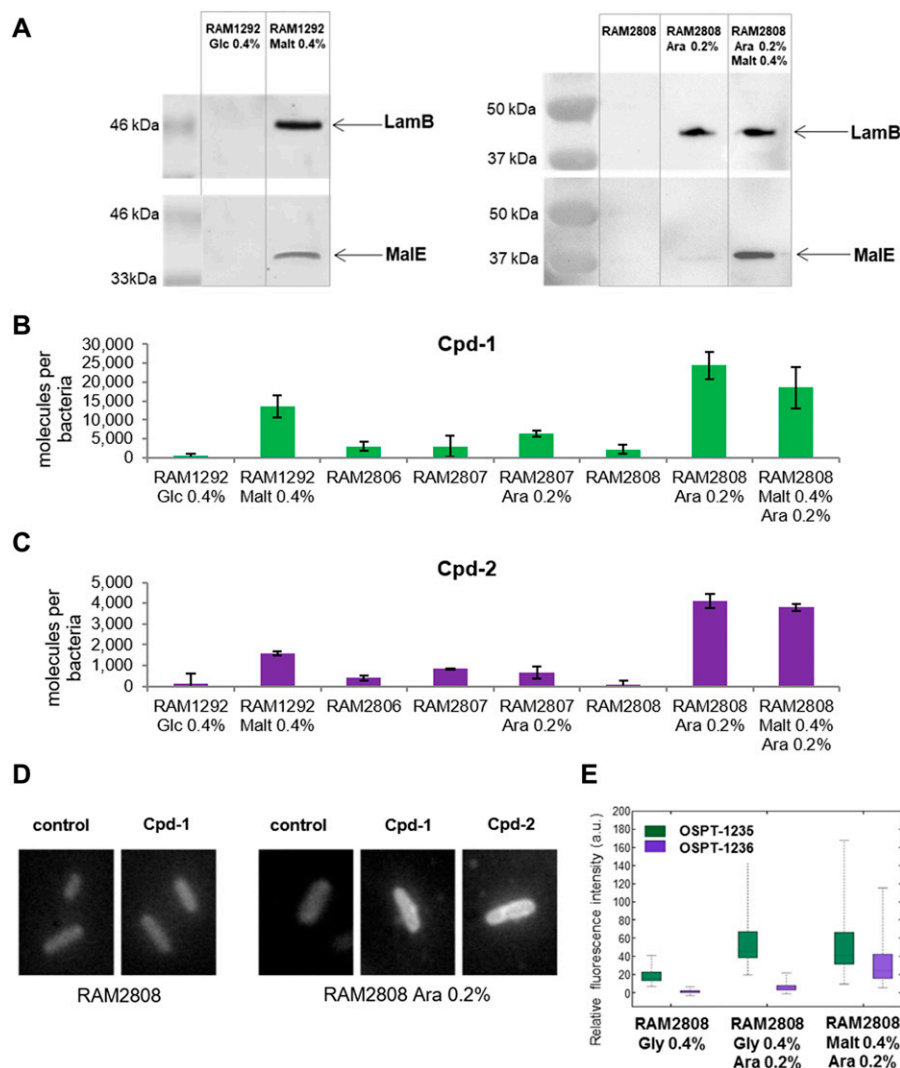 A
RAM1292
Glc 0.4%
RAM1292
Malt 0.4%
46 kDa
LamB
46 kDa
33kDa
MalE
RAM2808
RAM2808
Ara 0.2%
RAM2808
Ara 0.2%
Malt 0.4%
50 kDa
37 kDa
LamB
50 kDa
37 kDa
MalE
B
Cpd-1
molecules per
bacteria
30,000
25,000
20,000
15,000
10,000
5,000
0
RAM1292
Glc 0.4%
RAM1292
Malt 0.4%
RAM2806
RAM2807
RAM2807
Ara 0.2%
RAM2808
RAM2808
Ara 0.2%
RAM2808
Malt 0.4%
Ara 0.2%
C
Cpd-2
molecules per
bacteria
5,000
4,000
3,000
2,000
1,000
0
RAM1292
Glc 0.4%
RAM1292
Malt 0.4%
RAM2806
RAM2807
RAM2807
Ara 0.2%
RAM2808
RAM2808
Ara 0.2%
RAM2808
Malt 0.4%
Ara 0.2%
D
control
Cpd-1
RAM2808
control
Cpd-1
Cpd-2
RAM2808 Ara 0.2%
E
Relative fluorescence intensity (a.u.)
200
180
160
140
120
100
80
60
40
20
0
OSPT-1235
OSPT-1236
RAM2808
Gly 0.4%
RAM2808
Gly 0.4%
Ara 0.2%
RAM2808
Malt 0.4%
Ara 0.2%